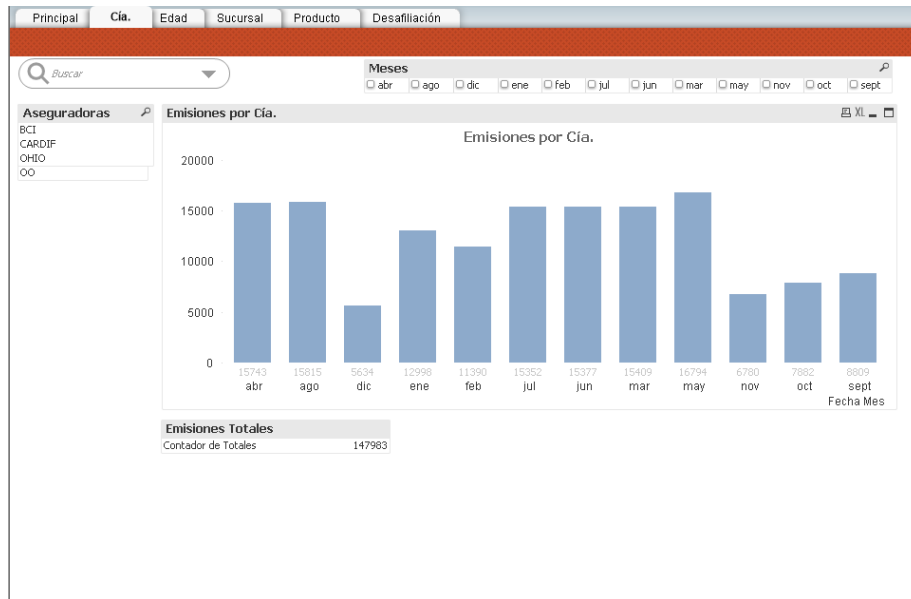 Principal Cía. Edad Sucursal Producto Desafiliación
Buscar
Meses
abr ago dic ene feb jul jun mar may nov oct sept
Aseguradoras
BCI
CARDIF
OHIO
OO
Emisiones por Cía. XL
Emisiones por Cía.
20000
15000
10000
5000
0
15743 15815 5634 12998 11390 15352 15377 15409 16794 6780 7882 8809
abr ago dic ene feb jul jun mar may nov oct sept
Fecha Mes
Emisiones Totales
Contador de Totales 147983